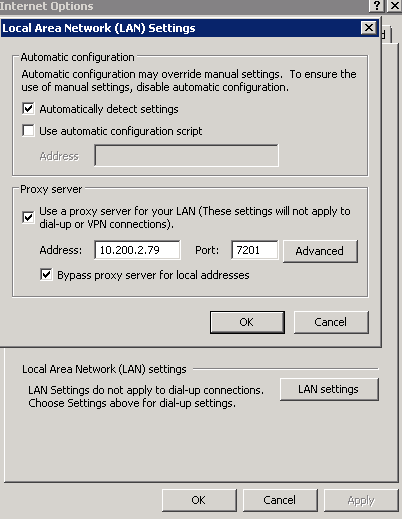 Internet Options
Local Area Network (LAN) Settings
Automatic configuration
Automatic configuration may override manual settings. To ensure the
use of manual settings, disable automatic configuration.
Automatically detect settings
Use automatic configuration script
Address
Proxy server
Use a proxy server for your LAN (These settings will not apply to
dial-up or VPN connections).
Address: 10.200.2.79 Port: 7201 Advanced
Bypass proxy server for local addresses
OK Cancel
Local Area Network (LAN) settings
LAN Settings do not apply to dial-up connections. LAN settings
Choose Settings above for dial-up settings.
OK Cancel Apply